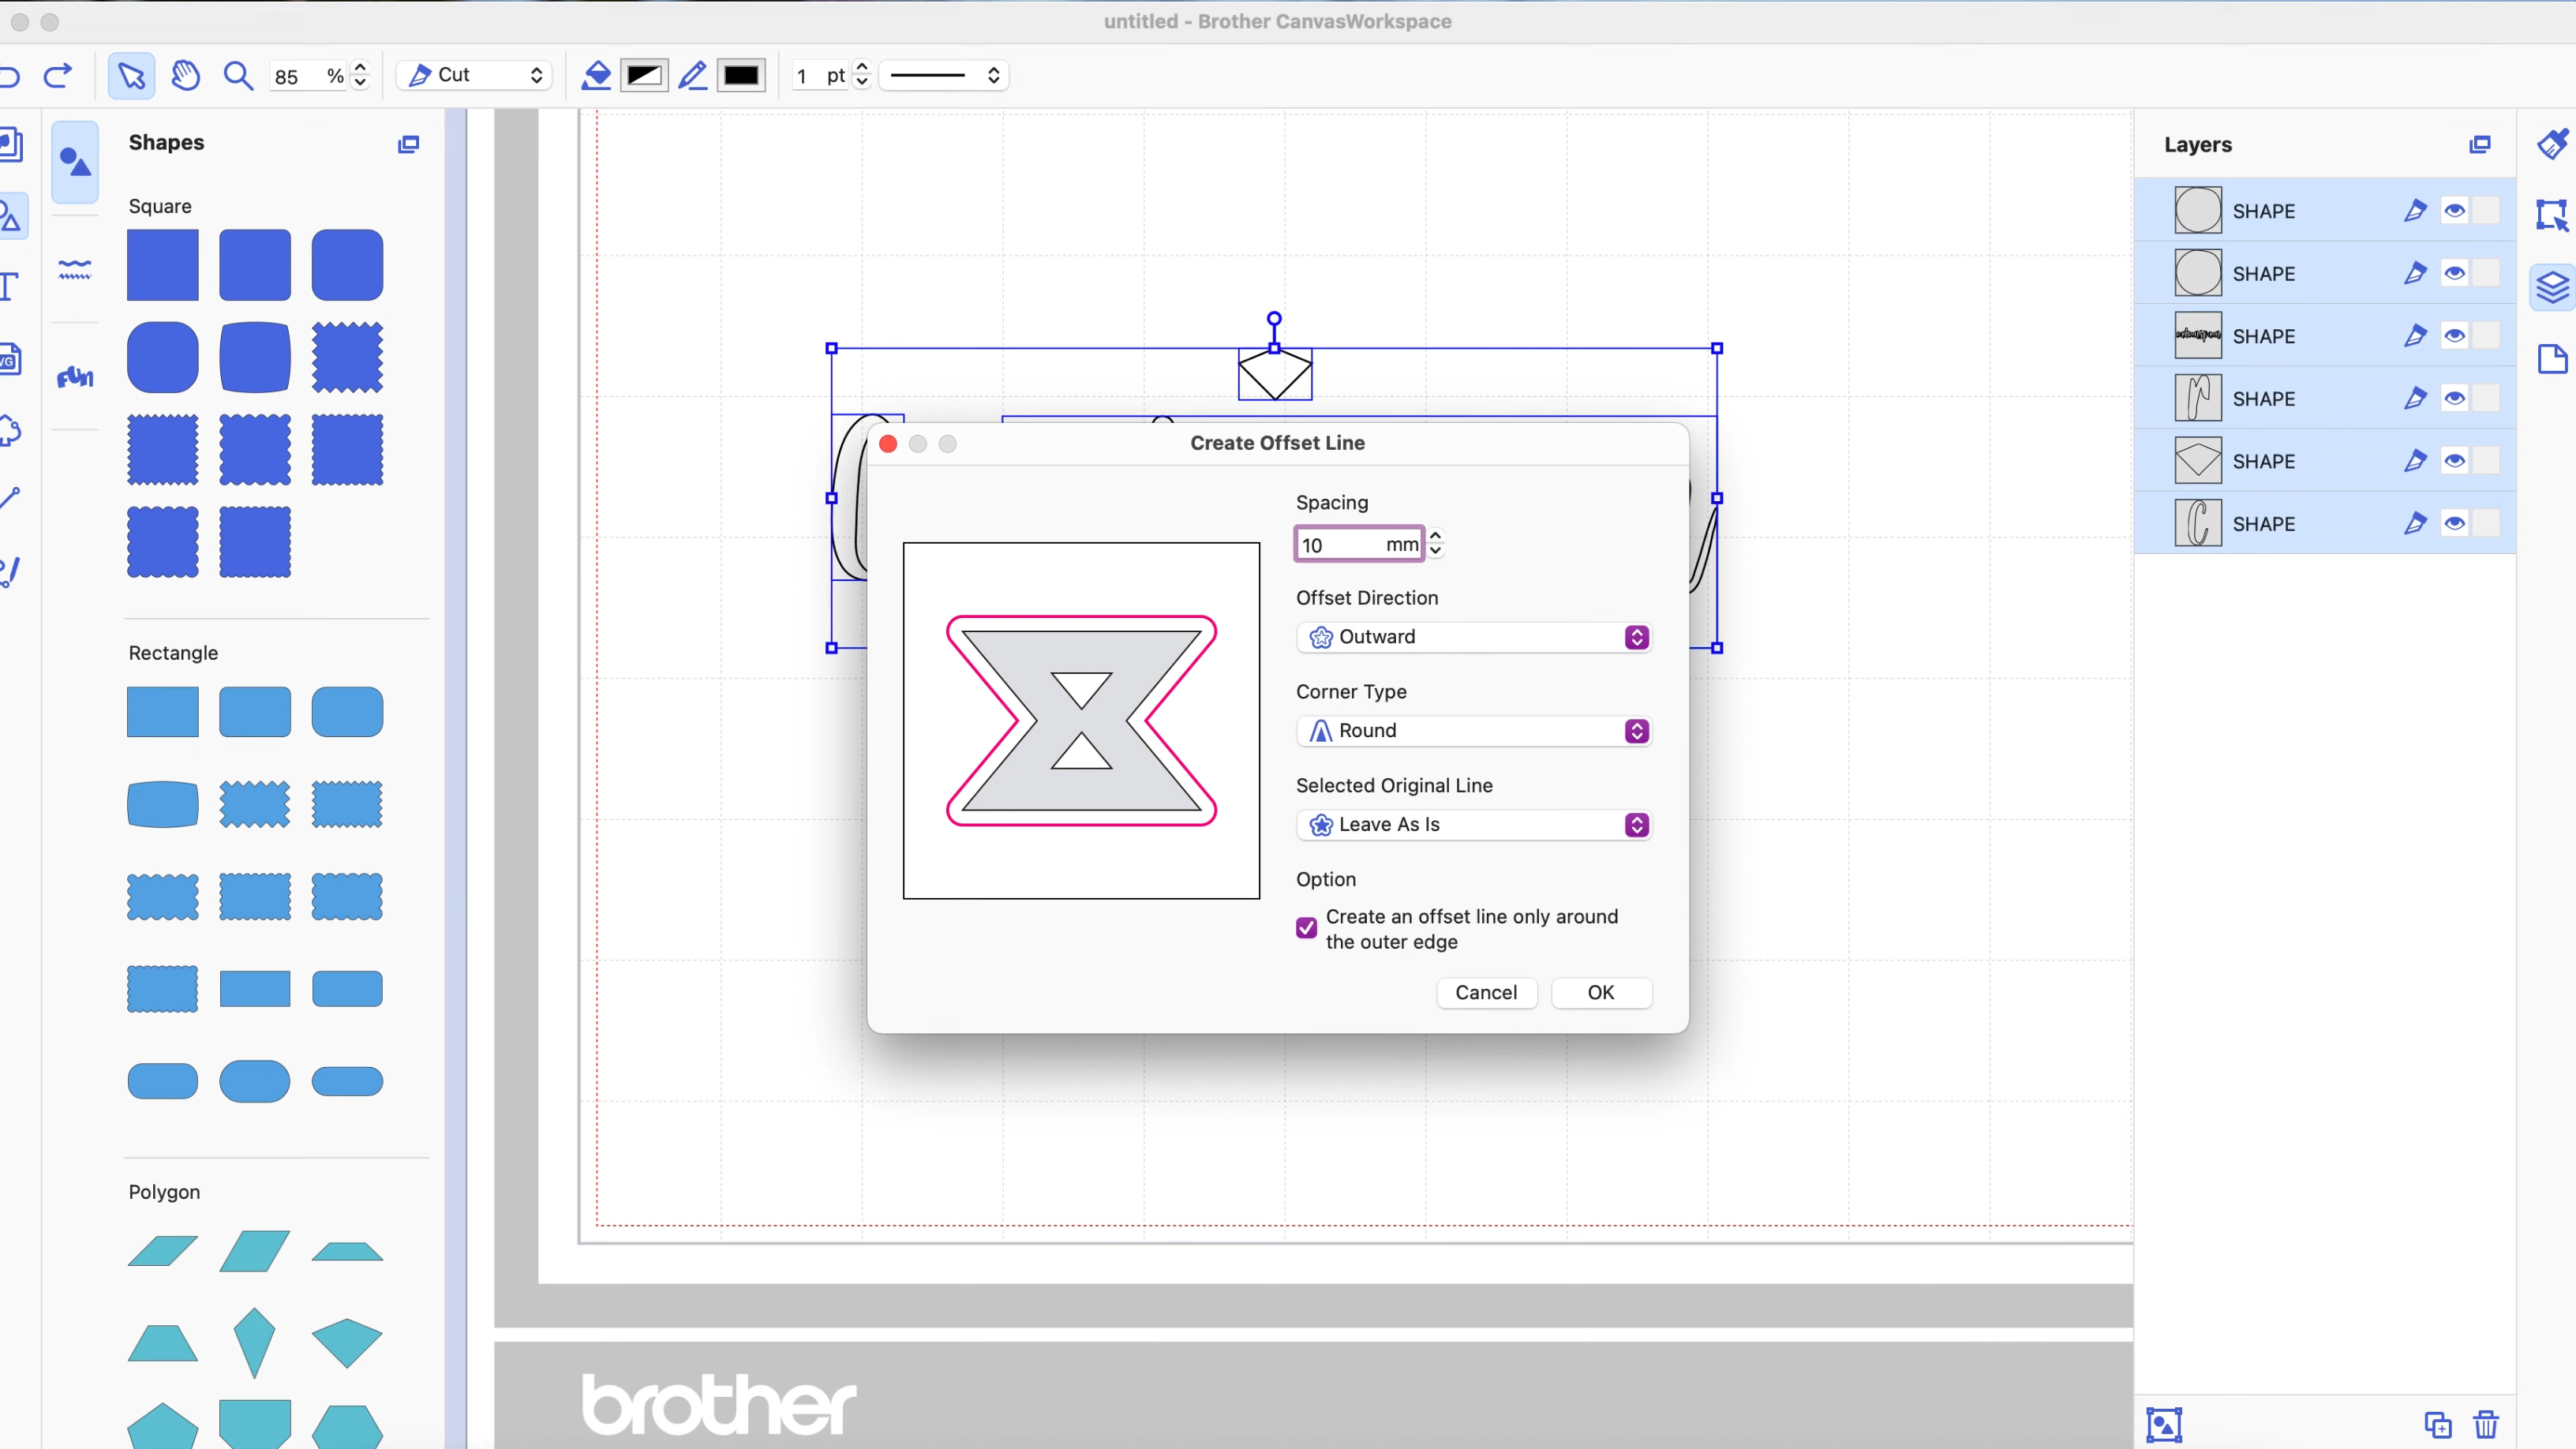 untitled - Brother CanvasWorkspace
85 %
Cut
1 pt
Shapes
Square
Rectangle
Polygon
Fun
Layers
SHAPE
SHAPE
SHAPE
SHAPE
SHAPE
SHAPE
Create Offset Line
Spacing
10 mm
Offset Direction
Outward
Corner Type
Round
Selected Original Line
Leave As Is
Option
Create an offset line only around
the outer edge
Cancel
OK
brother